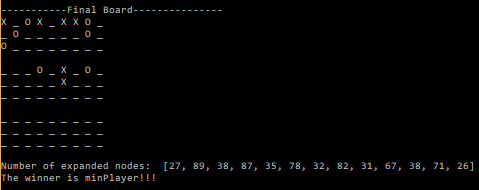 -----------Final Board---------------
X _ O X _ X X O _
_ O _ _ _ _ _ O _
O _ _ _ _ _ _ _ _
_ _ _ O _ X _ O _
_ _ _ _ _ X _ _ _
_ _ _ _ _ _ _ _ _
_ _ _ _ _ _ _ _ _
_ _ _ _ _ _ _ _ _
_ _ _ _ _ _ _ _ _
Number of expanded nodes:  [27, 89, 38, 87, 35, 78, 32, 82, 31, 67, 38, 71, 26]
The winner is minPlayer!!!